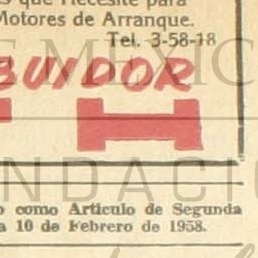 que Necesite para
Motores de Arranque.
Tel. 3-58-18
BUIDOR
como Articulo de Segunda
10 de Febrero de 1958.